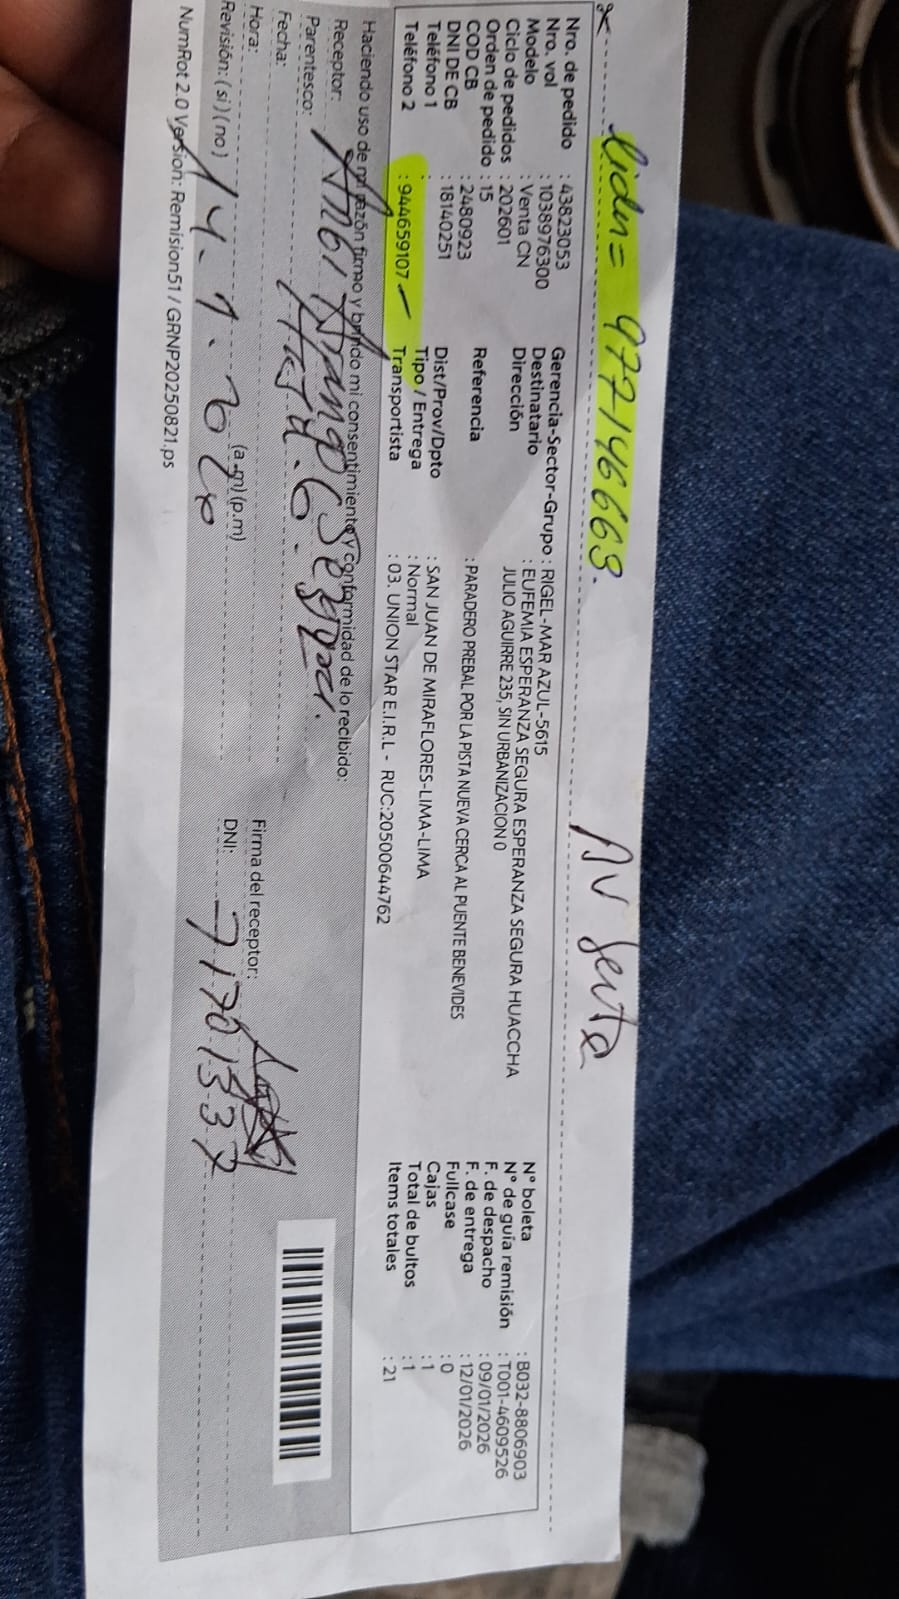 lidu= 977146663.
AV Senta
Nro. de pedido : 43823053
Nro. vol : 1038976300
Modelo : Venta CN
Ciclo de pedidos : 202601
Orden de pedido : 15
COD CB : 2480923
DNI DE CB : 18140251
Teléfono 1 :
Teléfono 2 : 944659107
Gerencia-Sector-Grupo : RIGEL-MAR AZUL-5615
Destinatario : EUFEMIA ESPERANZA SEGURA ESPERANZA SEGURA HUACCHA
Dirección JULIO AGUIRRE 235, SIN URBANIZACION 0
Referencia : PARADERO PREBAL POR LA PISTA NUEVA CERCA AL PUENTE BENEVIDES
Dist/Prov/Dpto : SAN JUAN DE MIRAFLORES-LIMA-LIMA
Tipo / Entrega : Normal
Transportista : 03. UNION STAR E.I.R.L - RUC:20500644762
N° boleta : B032-8806903
N° de guía remisión : T001-4609526
F. de despacho : 09/01/2026
F. de entrega : 12/01/2026
Fullcase : 0
Cajas : 1
Total de bultos : 1
Items totales : 21
Haciendo uso de mi razón firmo y brindo mi consentimiento y conformidad de lo recibido:
Receptor:
Parentesco:
Fecha:
Hora: (a.m) (p.m)
Revisión: (si) (no)
Firma del receptor:
DNI: 71701337
NumRot 2.0 Versión: Remision51 / GRNP20250821.ps